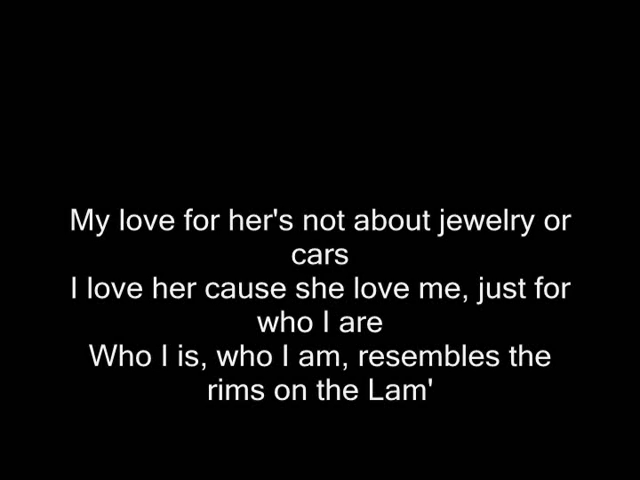 My love for her's not about jewelry or
cars
I love her cause she love me, just for
who I are
Who I is, who I am, resembles the
rims on the Lam'